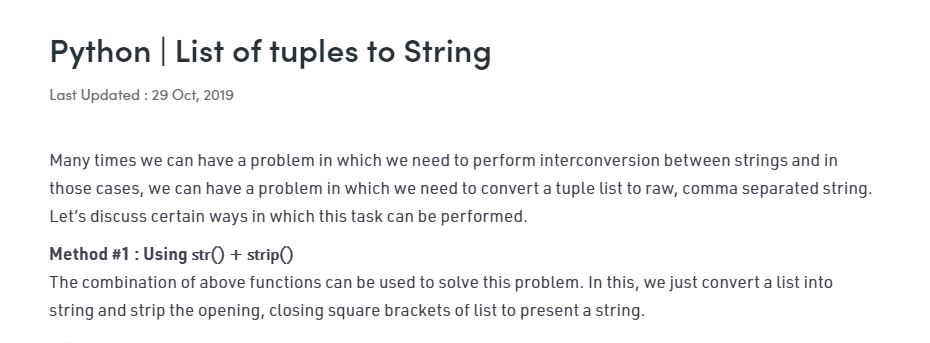 Python | List of tuples to String
Last Updated : 29 Oct, 2019
Many times we can have a problem in which we need to perform interconversion between strings and in
those cases, we can have a problem in which we need to convert a tuple list to raw, comma separated string.
Let’s discuss certain ways in which this task can be performed.
Method #1 : Using str() + strip()
The combination of above functions can be used to solve this problem. In this, we just convert a list into
string and strip the opening, closing square brackets of list to present a string.